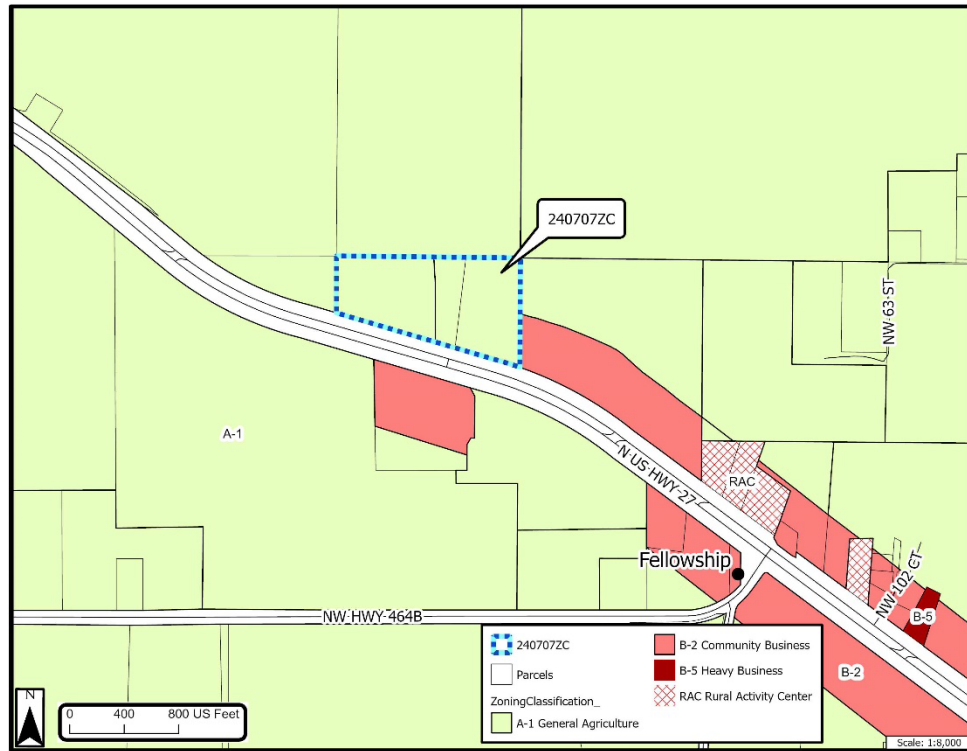 240707ZC
NW 63 ST
A-1
N US HWY 27
RAC
Fellowship
NW 102 CT
B-5
NW HWY 464B
B-2
240707ZC
Parcels
ZoningClassification_
A-1 General Agriculture
B-2 Community Business
B-5 Heavy Business
RAC Rural Activity Center
N
0 400 800 US Feet
Scale: 1:8,000